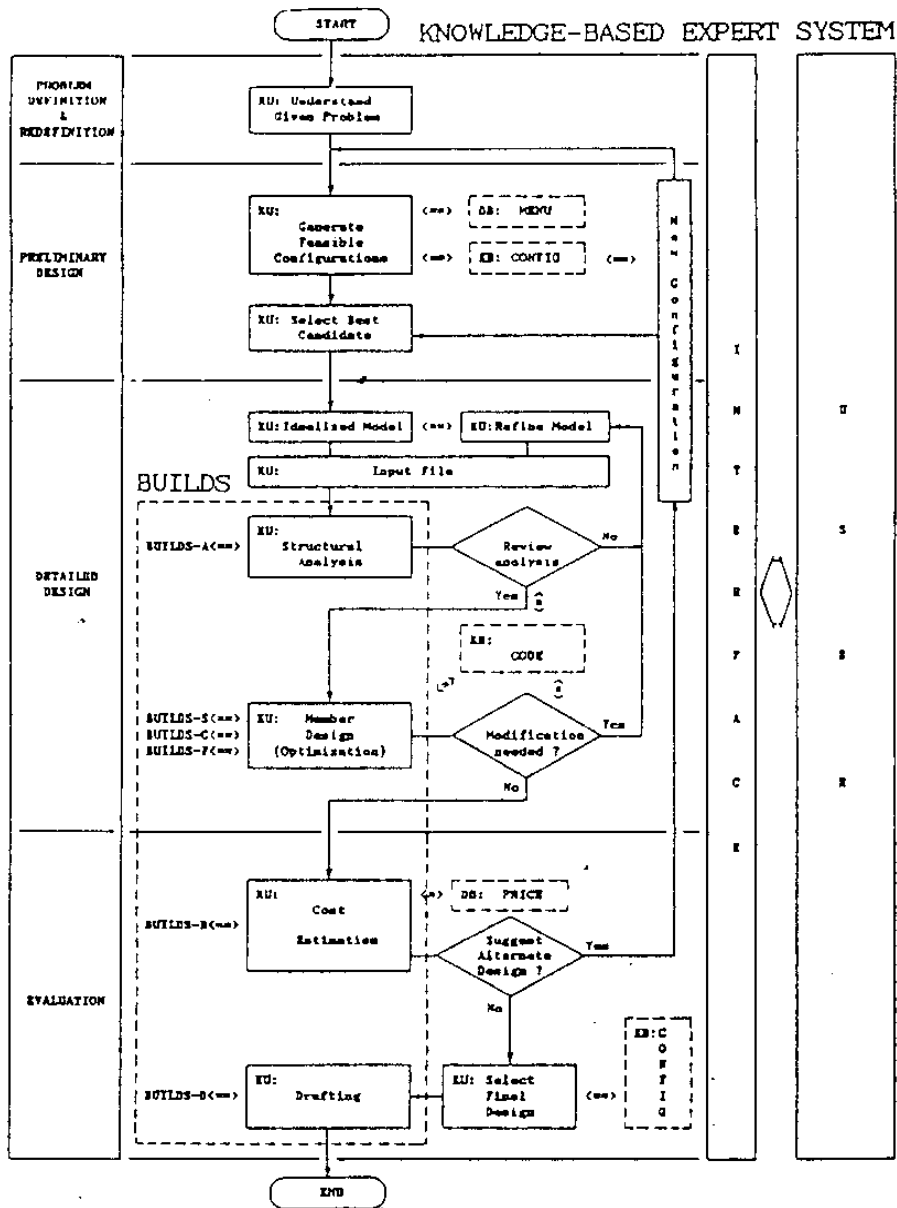 START
KNOWLEDGE-BASED EXPERT SYSTEM
PROBLEM
DEFINITION
&
REDEFINITION
KU: Understand
Given Problem
KU:
Generate
Feasible
Configurations
<==> DB: MENU
<==> KB: CONFIG <==>
New Configuration
PRELIMINARY
DESIGN
KU: Select Best
Candidate
KU:Idealized Model <==> KU:Refine Model
KU: Input file
BUILDS
BUILDS-A<==>
KU:
Structural
Analysis
Review
analysis
No
Yes
DETAILED
DESIGN
KB:
CODE
<=>
BUILDS-S<==>
BUILDS-C<==>
BUILDS-F<==>
KU: Member
Design
(Optimization)
Modification
needed ?
Yes
No
KU:
Cost
Estimation
<=> DB: PRICE
Suggest
Alternate
Design ?
Yes
No
EVALUATION
KB:CONFIG
BUILDS-D<==>
KU:
Drafting
KU: Select
Final
Design
<==>
END
INTERFACE
USER